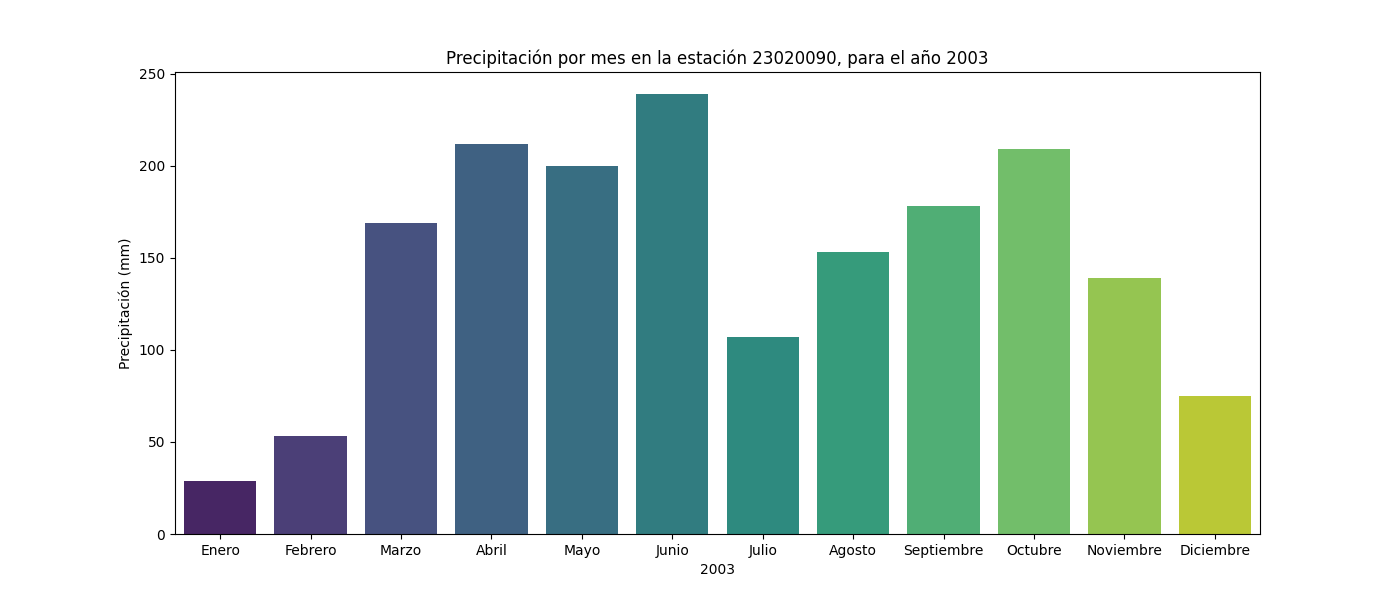 Precipitación por mes en la estación 23020090, para el año 2003
Precipitación (mm)
250
200
150
100
50
0
Enero Febrero Marzo Abril Mayo Junio Julio Agosto Septiembre Octubre Noviembre Diciembre
2003